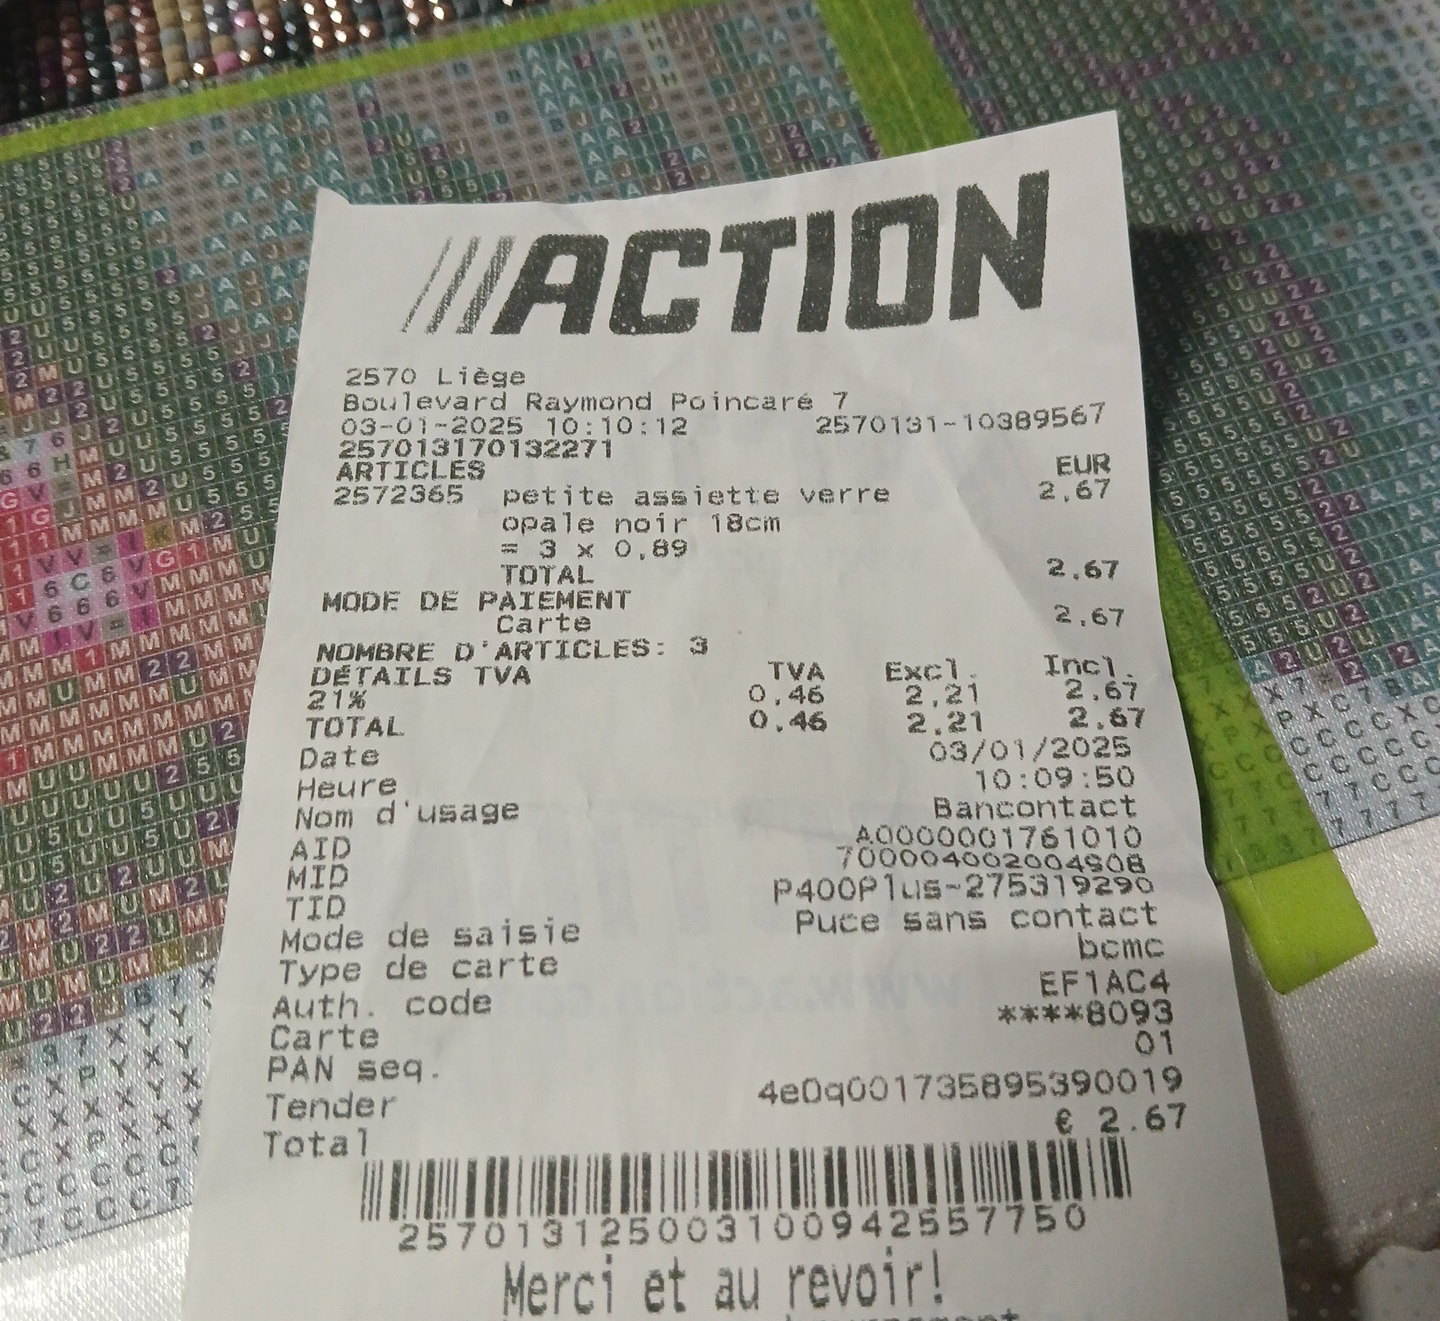 ACTION
2570 Liège
Boulevard Raymond Poincaré 7
03-01-2025 10:10:12 2570131-10389567
257013170132271
ARTICLES EUR
2572365 petite assiette verre 2,67
opale noir 18cm
= 3 x 0,89
TOTAL 2,67
MODE DE PAIEMENT
Carte 2,67
NOMBRE D'ARTICLES: 3
DÉTAILS TVA TVA Excl. Incl.
21% 0,46 2,21 2,67
TOTAL 0,46 2,21 2,67
Date 03/01/2025
Heure 10:09:50
Nom d'usage Bancontact
AID A0000001761010
MID 700004002004908
TID P400Plus-275319290
Mode de saisie Puce sans contact
Type de carte bcmc
Auth. code EF1AC4
Carte ****8093
PAN seq. 01
Tender 4e0q001735895390019
Total € 2.67
257013125003100942557750
Merci et au revoir!